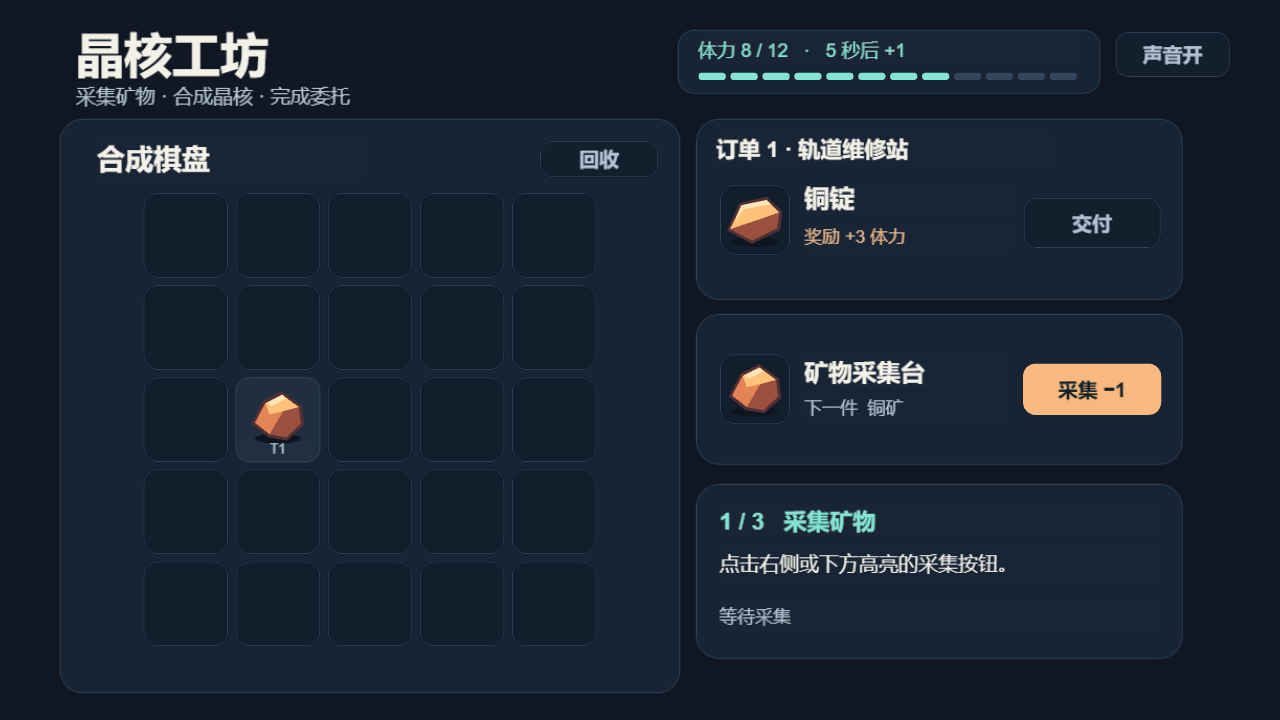 晶核工坊
采集矿物 · 合成晶核 · 完成委托
体力 8 / 12 · 5 秒后 +1
声音开
合成棋盘
回收
T1
订单 1 · 轨道维修站
铜锭
奖励 +3 体力
交付
矿物采集台
下一件 铜矿
采集 −1
1 / 3 采集矿物
点击右侧或下方高亮的采集按钮。
等待采集